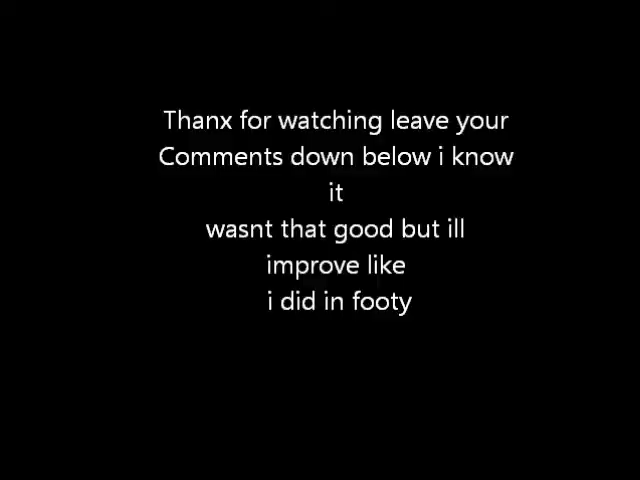 Thanx for watching leave your
Comments down below i know
it
wasnt that good but ill
improve like
i did in footy